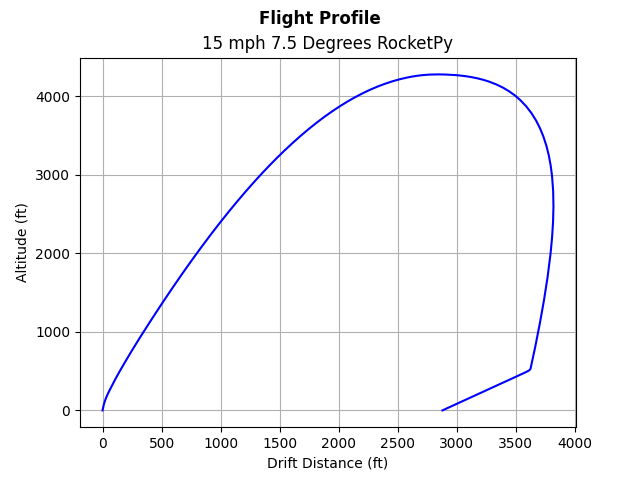 Flight Profile
15 mph 7.5 Degrees RocketPy
4000
3000
2000
1000
0
Altitude (ft)
0 500 1000 1500 2000 2500 3000 3500 4000
Drift Distance (ft)